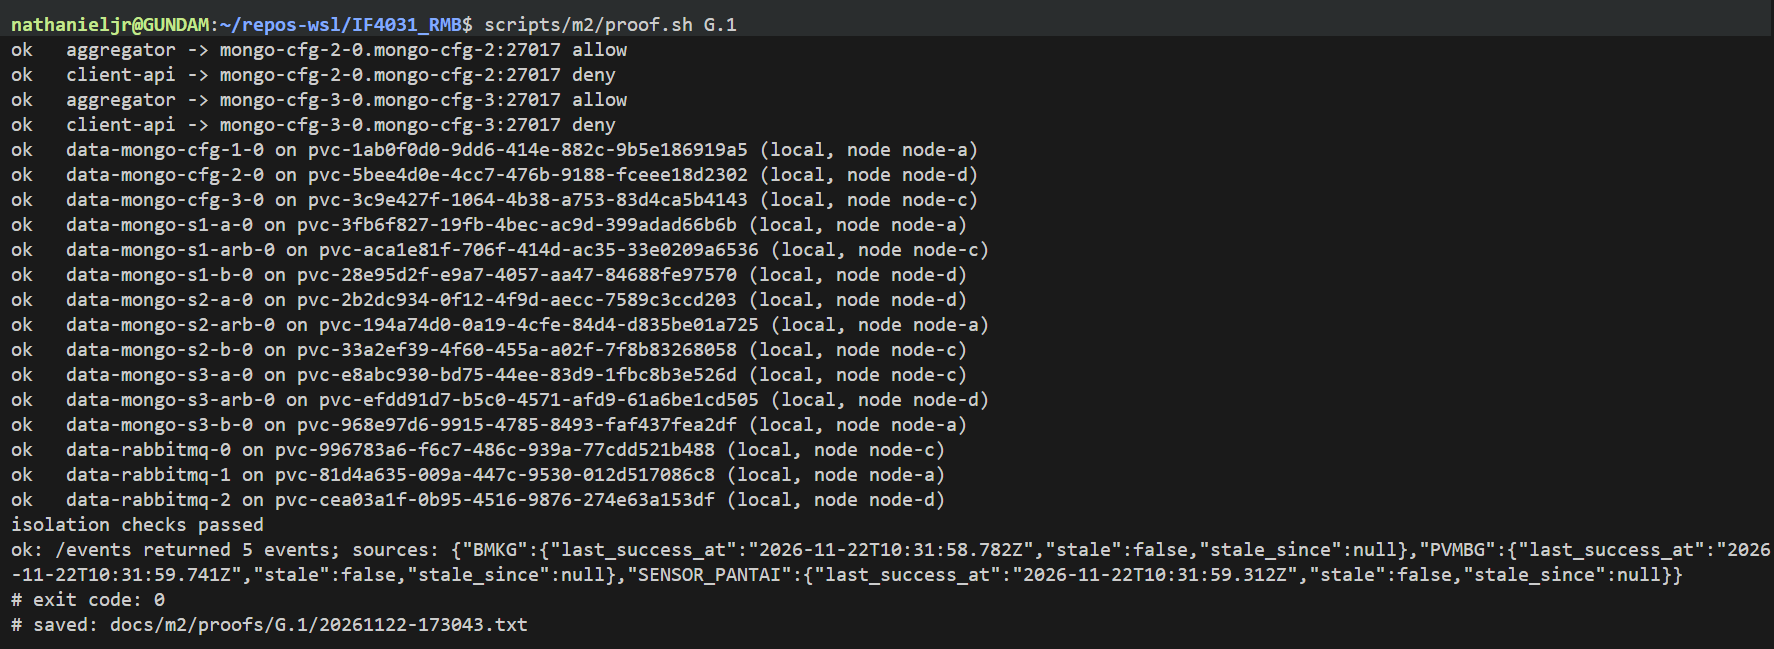 nathanieljr@GUNDAM:~/repos-wsl/IF4031_RMB$ scripts/m2/proof.sh G.1
ok   aggregator -> mongo-cfg-2-0.mongo-cfg-2:27017 allow
ok   client-api -> mongo-cfg-2-0.mongo-cfg-2:27017 deny
ok   aggregator -> mongo-cfg-3-0.mongo-cfg-3:27017 allow
ok   client-api -> mongo-cfg-3-0.mongo-cfg-3:27017 deny
ok   data-mongo-cfg-1-0 on pvc-1ab0f0d0-9dd6-414e-882c-9b5e186919a5 (local, node node-a)
ok   data-mongo-cfg-2-0 on pvc-5bee4d0e-4cc7-476b-9188-fceee18d2302 (local, node node-d)
ok   data-mongo-cfg-3-0 on pvc-3c9e427f-1064-4b38-a753-83d4ca5b4143 (local, node node-c)
ok   data-mongo-s1-a-0 on pvc-3fb6f827-19fb-4bec-ac9d-399adad66b6b (local, node node-a)
ok   data-mongo-s1-arb-0 on pvc-aca1e81f-706f-414d-ac35-33e0209a6536 (local, node node-c)
ok   data-mongo-s1-b-0 on pvc-28e95d2f-e9a7-4057-aa47-84688fe97570 (local, node node-d)
ok   data-mongo-s2-a-0 on pvc-2b2dc934-0f12-4f9d-aecc-7589c3ccd203 (local, node node-d)
ok   data-mongo-s2-arb-0 on pvc-194a74d0-0a19-4cfe-84d4-d835be01a725 (local, node node-a)
ok   data-mongo-s2-b-0 on pvc-33a2ef39-4f60-455a-a02f-7f8b83268058 (local, node node-c)
ok   data-mongo-s3-a-0 on pvc-e8abc930-bd75-44ee-83d9-1fbc8b3e526d (local, node node-c)
ok   data-mongo-s3-arb-0 on pvc-efdd91d7-b5c0-4571-afd9-61a6be1cd505 (local, node node-d)
ok   data-mongo-s3-b-0 on pvc-968e97d6-9915-4785-8493-faf437fea2df (local, node node-a)
ok   data-rabbitmq-0 on pvc-996783a6-f6c7-486c-939a-77cdd521b488 (local, node node-c)
ok   data-rabbitmq-1 on pvc-81d4a635-009a-447c-9530-012d517086c8 (local, node node-a)
ok   data-rabbitmq-2 on pvc-cea03a1f-0b95-4516-9876-274e63a153df (local, node node-d)
isolation checks passed
ok: /events returned 5 events; sources: {"BMKG":{"last_success_at":"2026-11-22T10:31:58.782Z","stale":false,"stale_since":null},"PVMBG":{"last_success_at":"2026
-11-22T10:31:59.741Z","stale":false,"stale_since":null},"SENSOR_PANTAI":{"last_success_at":"2026-11-22T10:31:59.312Z","stale":false,"stale_since":null}}
# exit code: 0
# saved: docs/m2/proofs/G.1/20261122-173043.txt